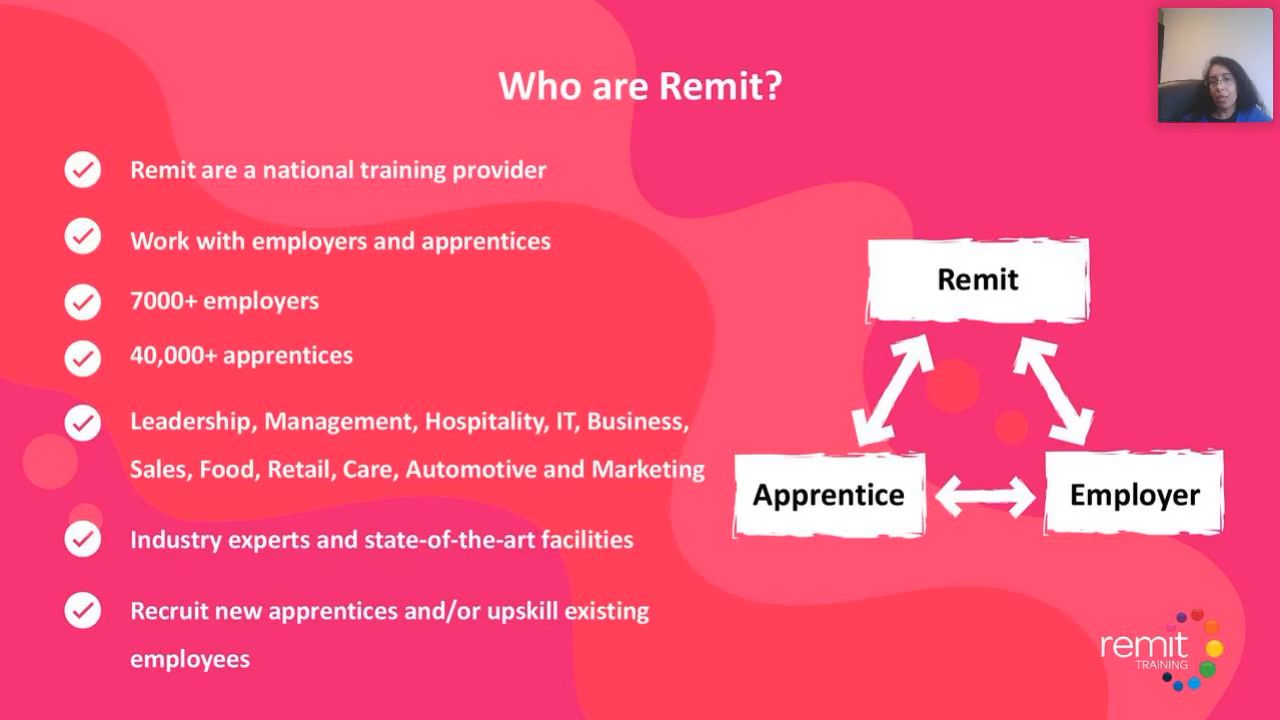 Who are Remit?
Remit are a national training provider
Work with employers and apprentices
7000+ employers
40,000+ apprentices
Leadership, Management, Hospitality, IT, Business,
Sales, Food, Retail, Care, Automotive and Marketing
Industry experts and state-of-the-art facilities
Recruit new apprentices and/or upskill existing
employees
Remit
Apprentice
Employer
remit
TRAINING